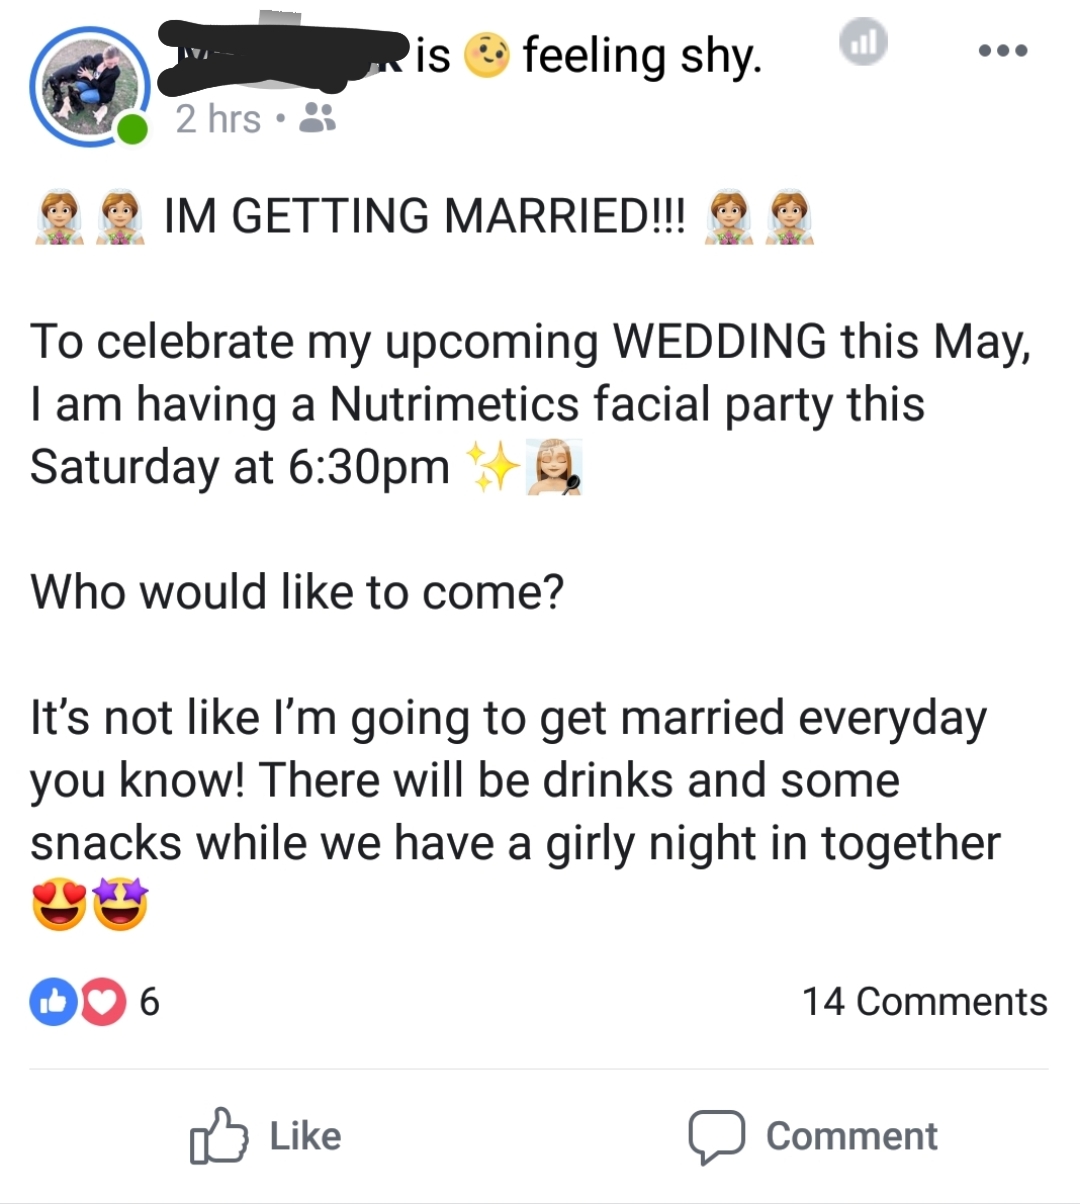 is 🥴 feeling shy.
2 hrs •
👰🏼👰🏼 IM GETTING MARRIED!!! 👰🏼👰🏼
To celebrate my upcoming WEDDING this May,
I am having a Nutrimetics facial party this
Saturday at 6:30pm ✨💆🏼
Who would like to come?
It’s not like I’m going to get married everyday
you know! There will be drinks and some
snacks while we have a girly night in together
😍🤩
6
14 Comments
Like
Comment